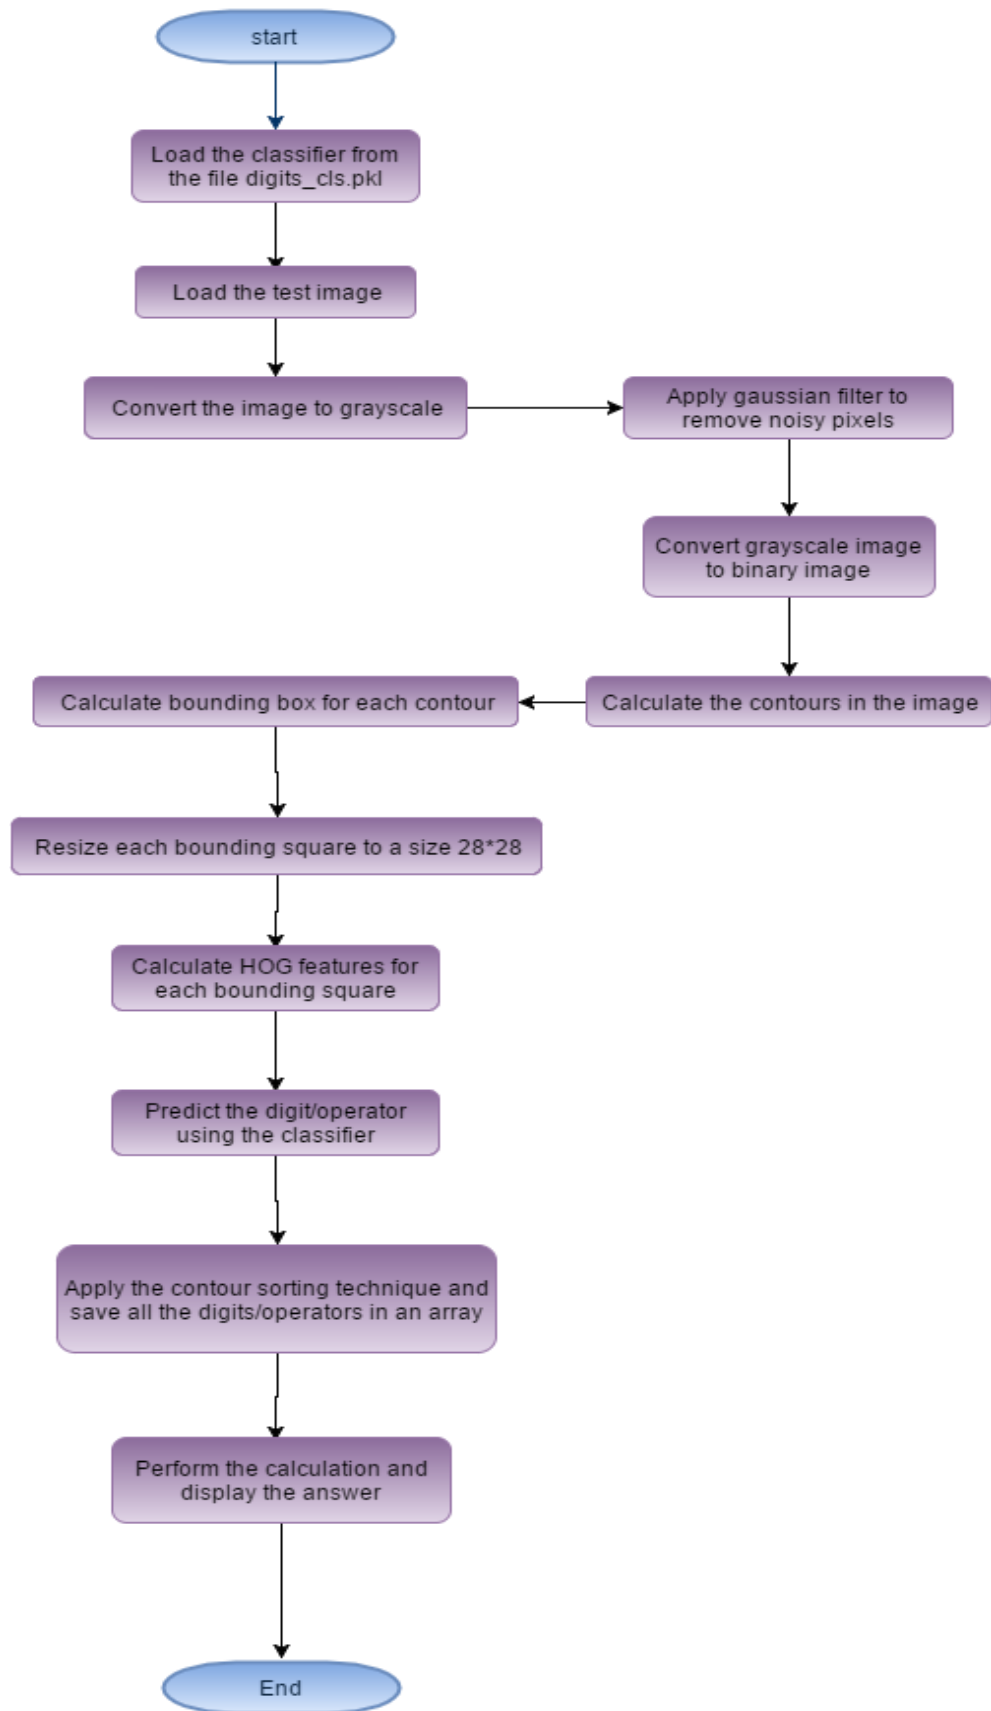 start
Load the classifier from
the file digits_cls.pkl
Load the test image
Convert the image to grayscale
Apply gaussian filter to
remove noisy pixels
Convert grayscale image
to binary image
Calculate the contours in the image
Calculate bounding box for each contour
Resize each bounding square to a size 28*28
Calculate HOG features for
each bounding square
Predict the digit/operator
using the classifier
Apply the contour sorting technique and
save all the digits/operators in an array
Perform the calculation and
display the answer
End